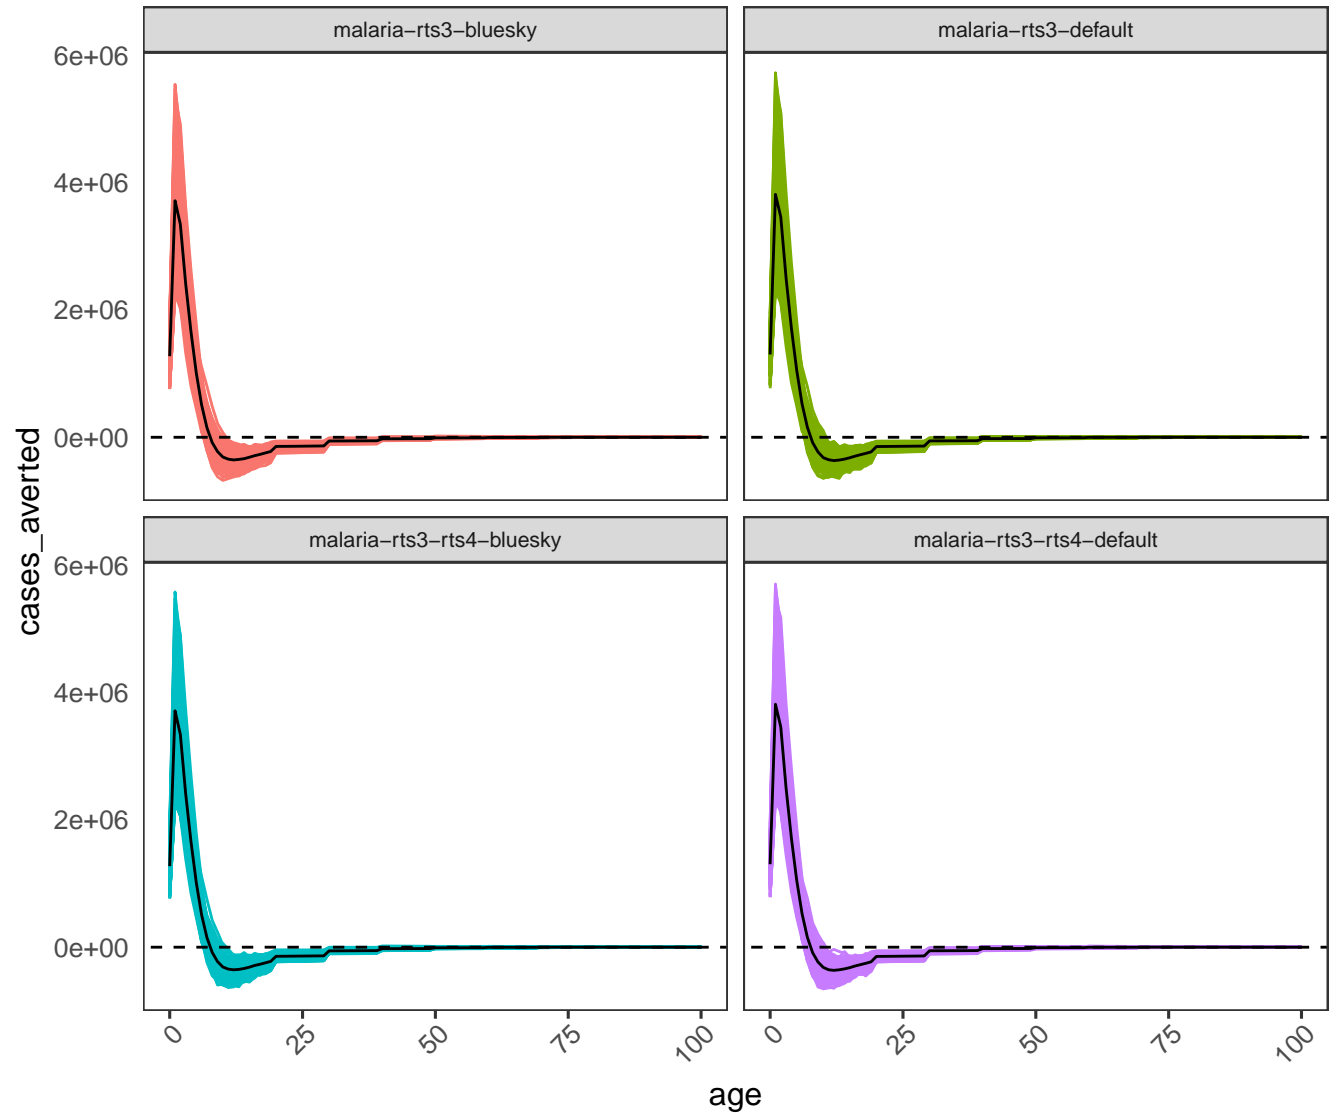 malaria−rts3−bluesky
malaria−rts3−default
6e+06
4e+06
2e+06
0e+00
malaria−rts3−rts4−bluesky
malaria−rts3−rts4−default
6e+06
4e+06
2e+06
0e+00
cases_averted
0
25
50
75
100
0
25
50
75
100
age